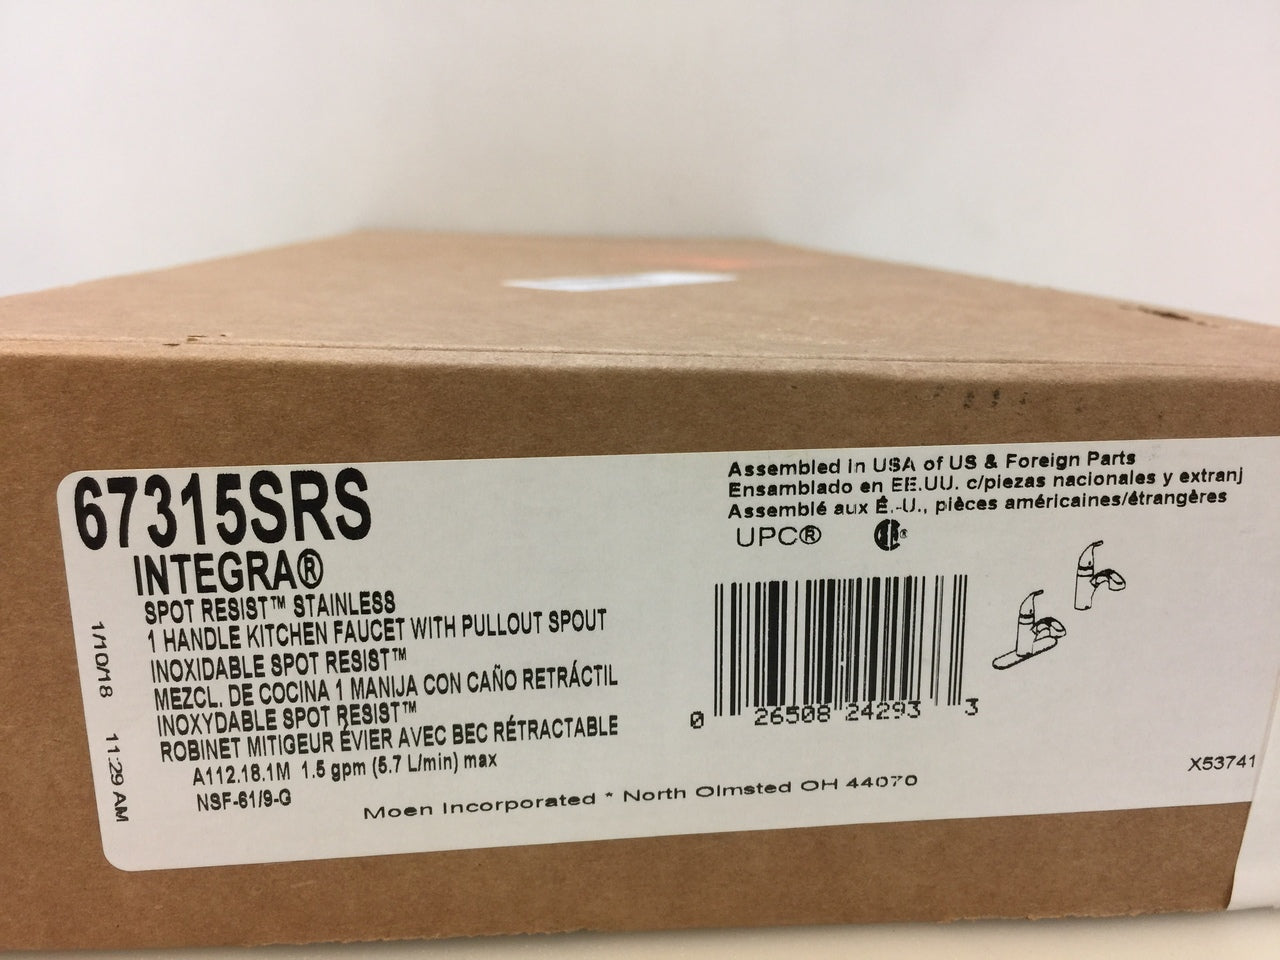 67315SRS
INTEGRA®
SPOT RESIST™ STAINLESS
1 HANDLE KITCHEN FAUCET WITH PULLOUT SPOUT
INOXIDABLE SPOT RESIST™
MEZCL. DE COCINA 1 MANIJA CON CAÑO RETRÁCTIL
INOXYDABLE SPOT RESIST™
ROBINET MITIGEUR ÉVIER AVEC BEC RÉTRACTABLE
A112.18.1M 1.5 gpm (5.7 L/min) max
NSF-61/9-G
1/10/18 11:29 AM
Assembled in USA of US & Foreign Parts
Ensamblado en EE.UU. c/piezas nacionales y extranj
Assemblé aux É.-U., pièces américaines/étrangères
UPC® ®
0 26508 24293 3
X53741
Moen Incorporated * North Olmsted OH 44070